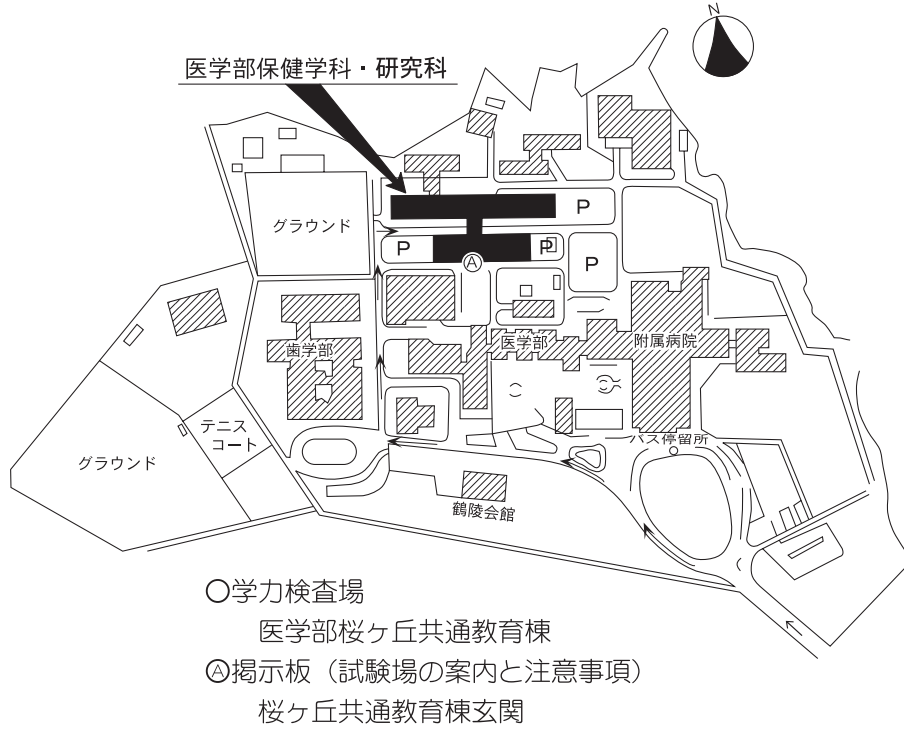 N
医学部保健学科・研究科
P
グラウンド
P
P
A
P
歯学部
医学部
附属病院
テニス
コート
バス停留所
グラウンド
鶴陵会館
○学力検査場
医学部桜ヶ丘共通教育棟
Ⓐ掲示板（試験場の案内と注意事項）
桜ヶ丘共通教育棟玄関